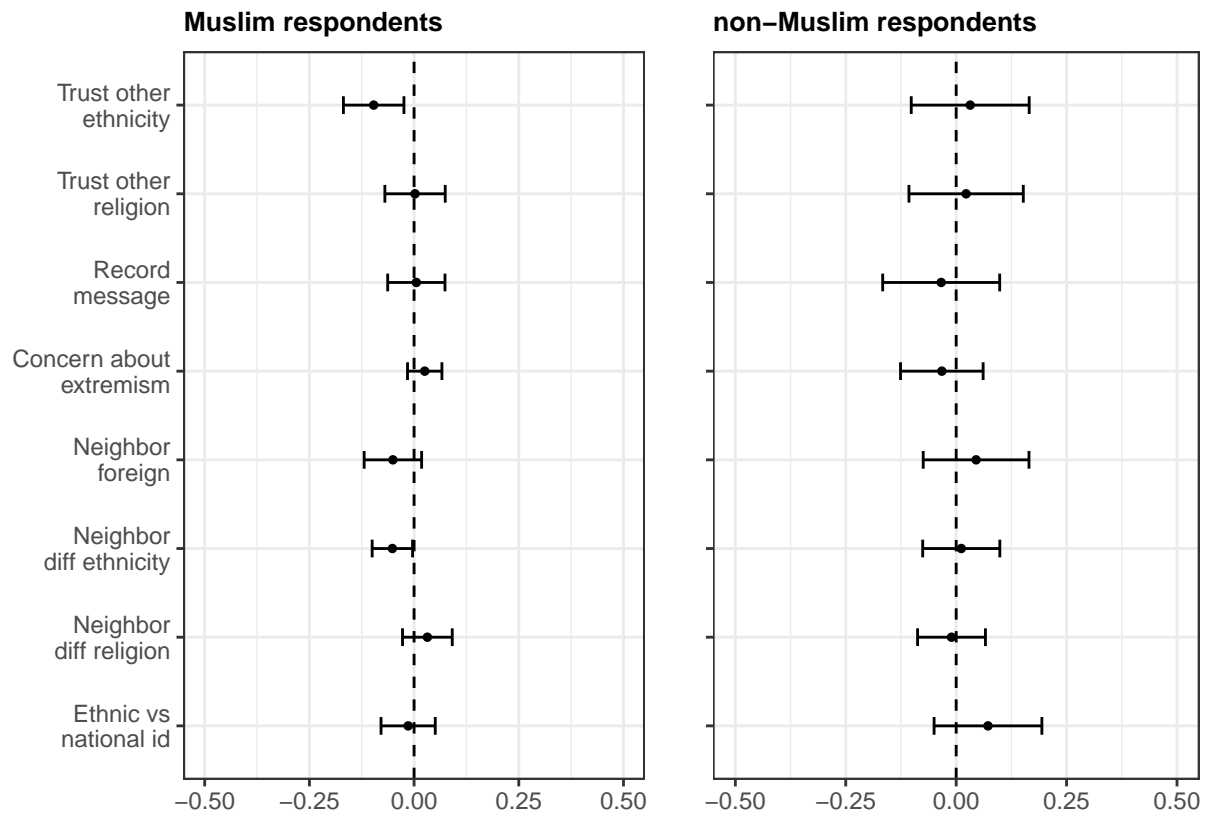 Muslim respondents
non−Muslim respondents
Trust other
ethnicity
Trust other
religion
Record
message
Concern about
extremism
Neighbor
foreign
Neighbor
diff ethnicity
Neighbor
diff religion
Ethnic vs
national id
−0.50 −0.25 0.00 0.25 0.50
−0.50 −0.25 0.00 0.25 0.50